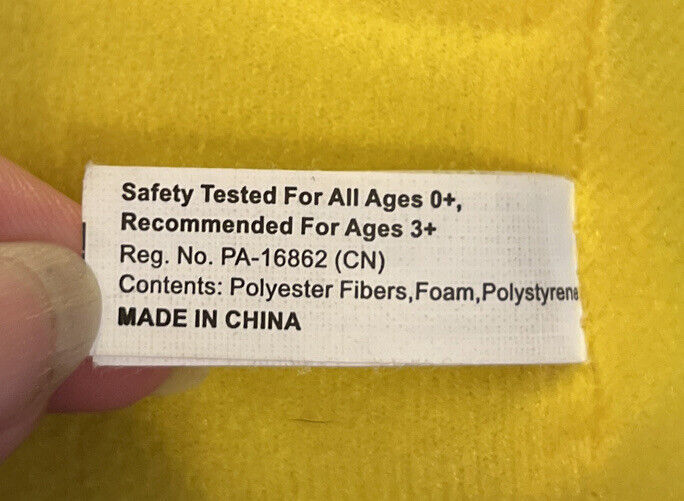 Safety Tested For All Ages 0+,
Recommended For Ages 3+
Reg. No. PA-16862 (CN)
Contents: Polyester Fibers,Foam,Polystyrene
MADE IN CHINA